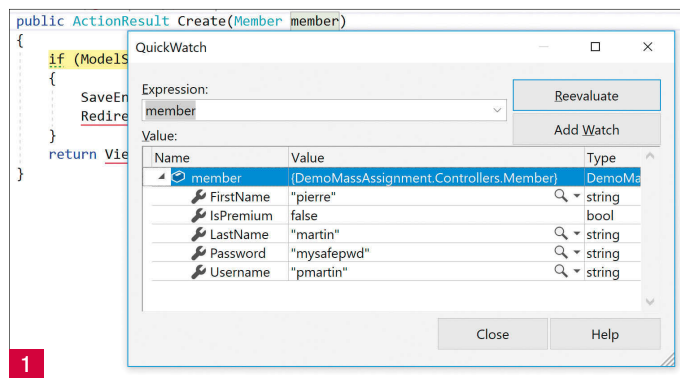 public ActionResult Create(Member member)
{
if (ModelS
{
SaveEn
Redire
}
return Vie
}
QuickWatch
Expression:
member
Reevaluate
Add Watch
Value:
Name Value Type
member {DemoMassAssignment.Controllers.Member} DemoMa
FirstName "pierre" string
IsPremium false bool
LastName "martin" string
Password "mysafepwd" string
Username "pmartin" string
Close Help
1